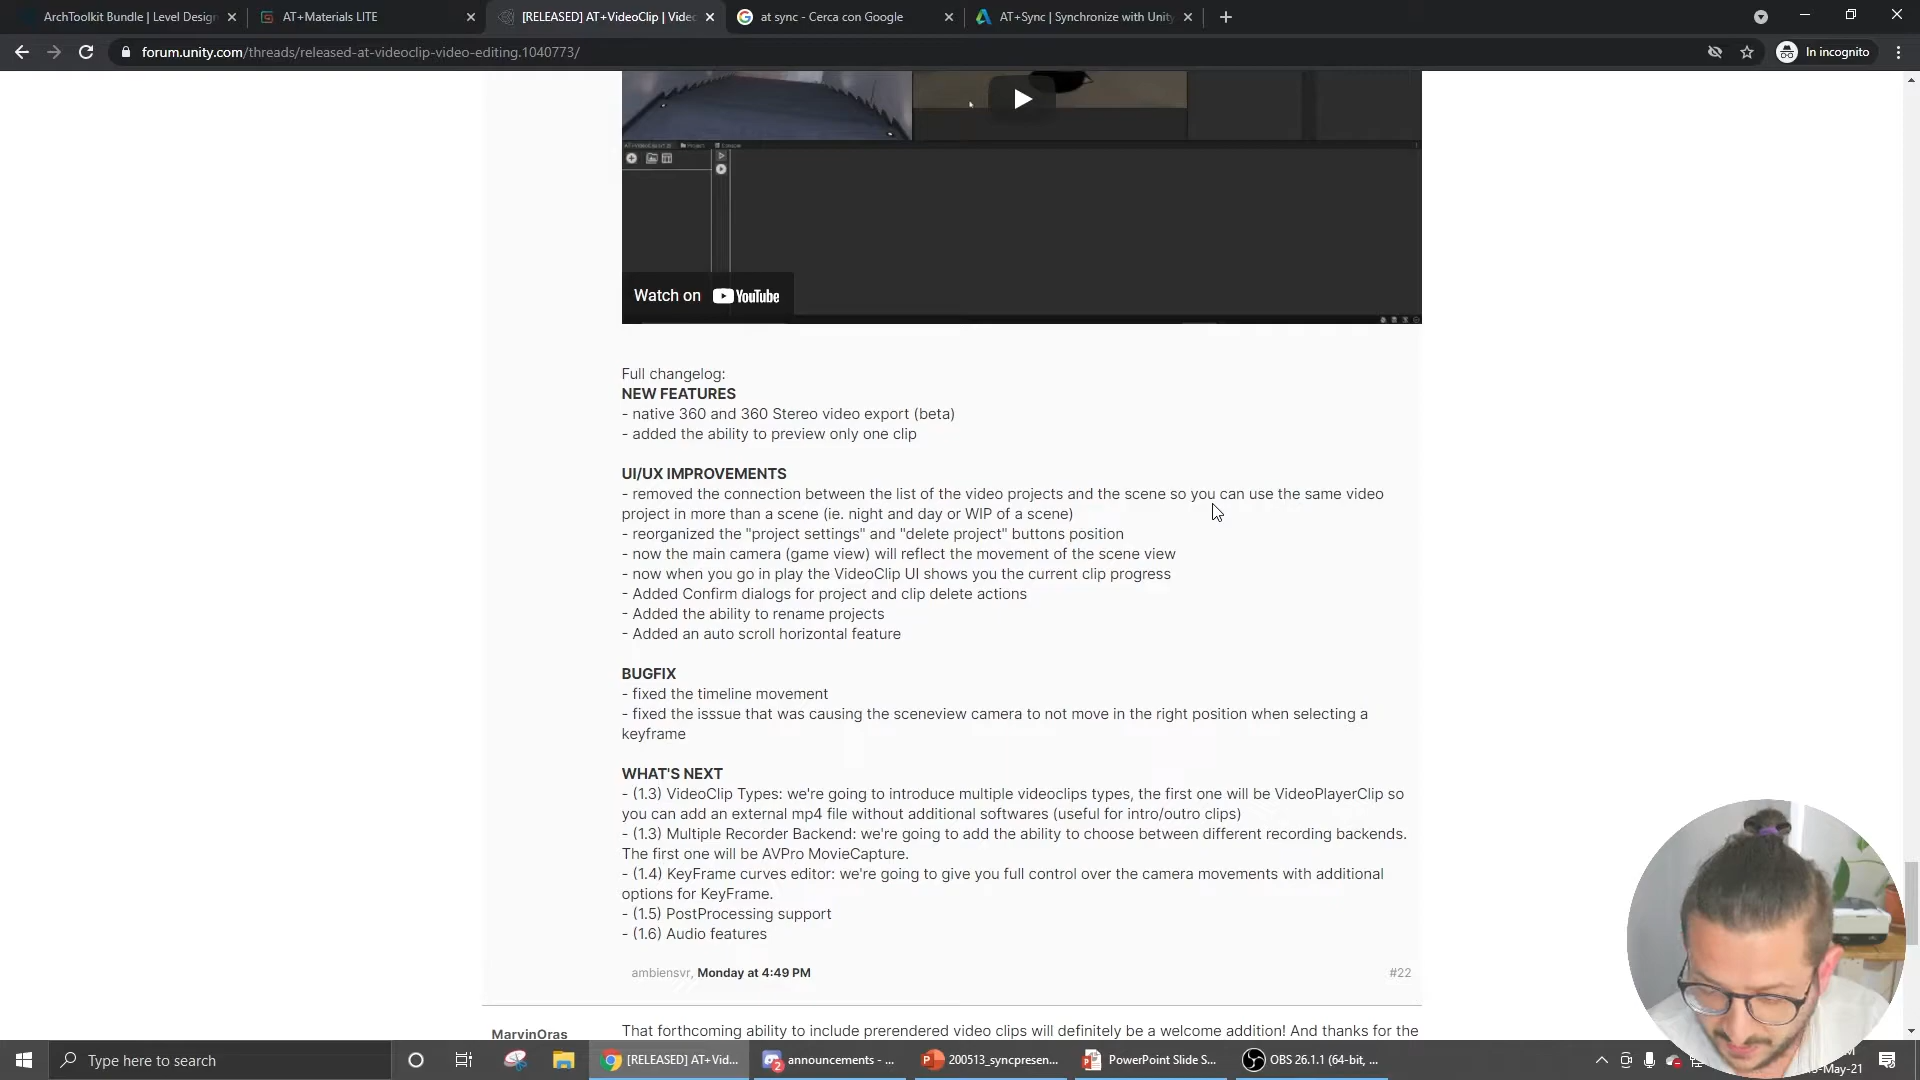 ArchToolkit Bundle | Level Design
AT+Materials LITE
[RELEASED] AT+VideoClip | Video
at sync - Cerca con Google
AT+Sync | Synchronize with Unity
forum.unity.com/threads/released-at-videoclip-video-editing.1040773/
In incognito
Watch on YouTube
Full changelog:
NEW FEATURES
- native 360 and 360 Stereo video export (beta)
- added the ability to preview only one clip
UI/UX IMPROVEMENTS
- removed the connection between the list of the video projects and the scene so you can use the same video
project in more than a scene (ie. night and day or WIP of a scene)
- reorganized the "project settings" and "delete project" buttons position
- now the main camera (game view) will reflect the movement of the scene view
- now when you go in play the VideoClip UI shows you the current clip progress
- Added Confirm dialogs for project and clip delete actions
- Added the ability to rename projects
- Added an auto scroll horizontal feature
BUGFIX
- fixed the timeline movement
- fixed the isssue that was causing the sceneview camera to not move in the right position when selecting a
keyframe
WHAT'S NEXT
- (1.3) VideoClip Types: we're going to introduce multiple videoclips types, the first one will be VideoPlayerClip so
you can add an external mp4 file without additional softwares (useful for intro/outro clips)
- (1.3) Multiple Recorder Backend: we're going to add the ability to choose between different recording backends.
The first one will be AVPro MovieCapture.
- (1.4) KeyFrame curves editor: we're going to give you full control over the camera movements with additional
options for KeyFrame.
- (1.5) PostProcessing support
- (1.6) Audio features
ambiensvr, Monday at 4:49 PM
#22
MarvinOras
That forthcoming ability to include prerendered video clips will definitely be a welcome addition! And thanks for the
Type here to search
[RELEASED] AT+Vid...
2
announcements - ...
200513_syncpresen...
PowerPoint Slide S...
OBS 26.1.1 (64-bit, ...
-May-21